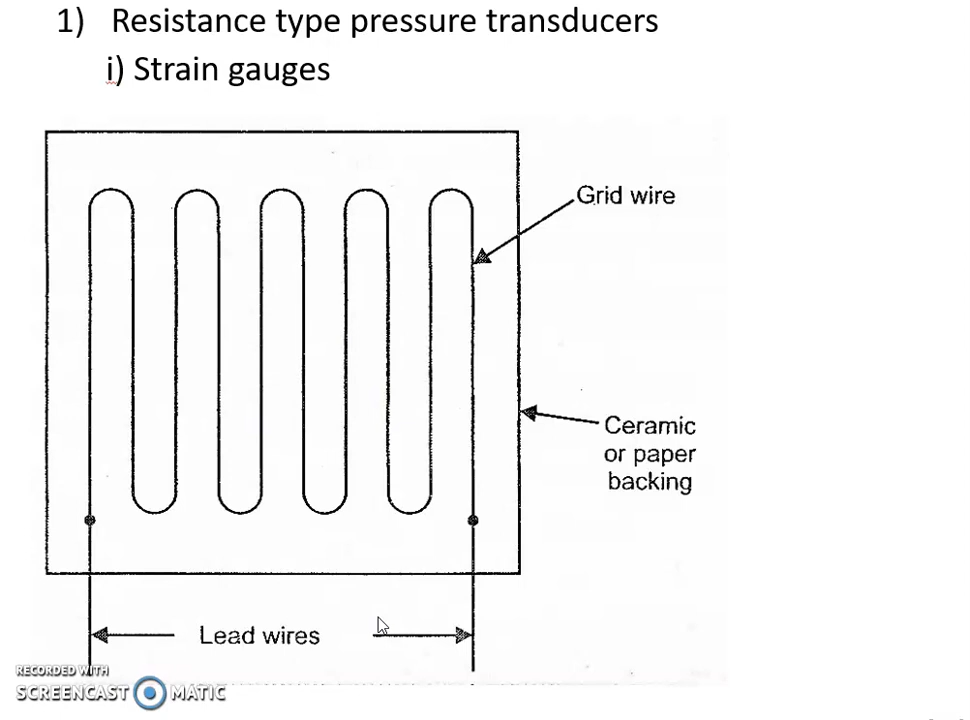 1) Resistance type pressure transducers
i) Strain gauges
Grid wire
Ceramic
or paper
backing
Lead wires
RECORDED WITH
SCREENCAST MATIC